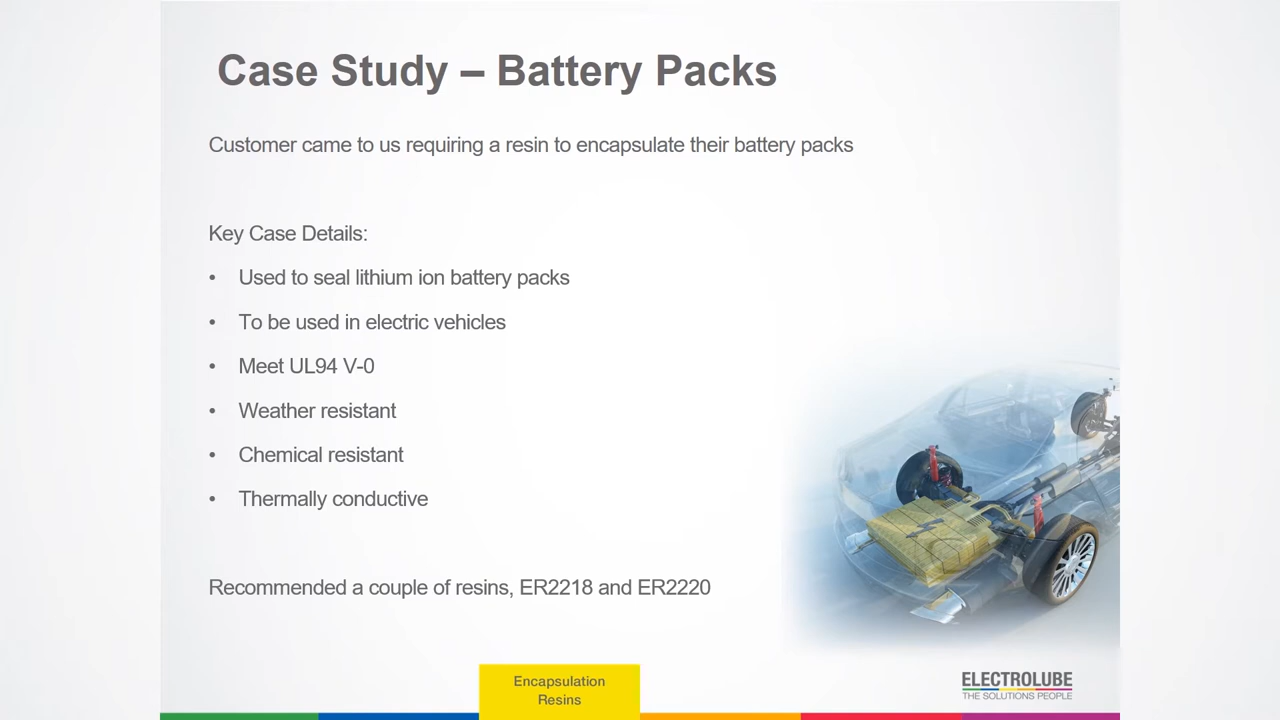 Case Study – Battery Packs
Customer came to us requiring a resin to encapsulate their battery packs
Key Case Details:
• Used to seal lithium ion battery packs
• To be used in electric vehicles
• Meet UL94 V-0
• Weather resistant
• Chemical resistant
• Thermally conductive
Recommended a couple of resins, ER2218 and ER2220
Encapsulation
Resins
ELECTROLUBE
THE SOLUTIONS PEOPLE